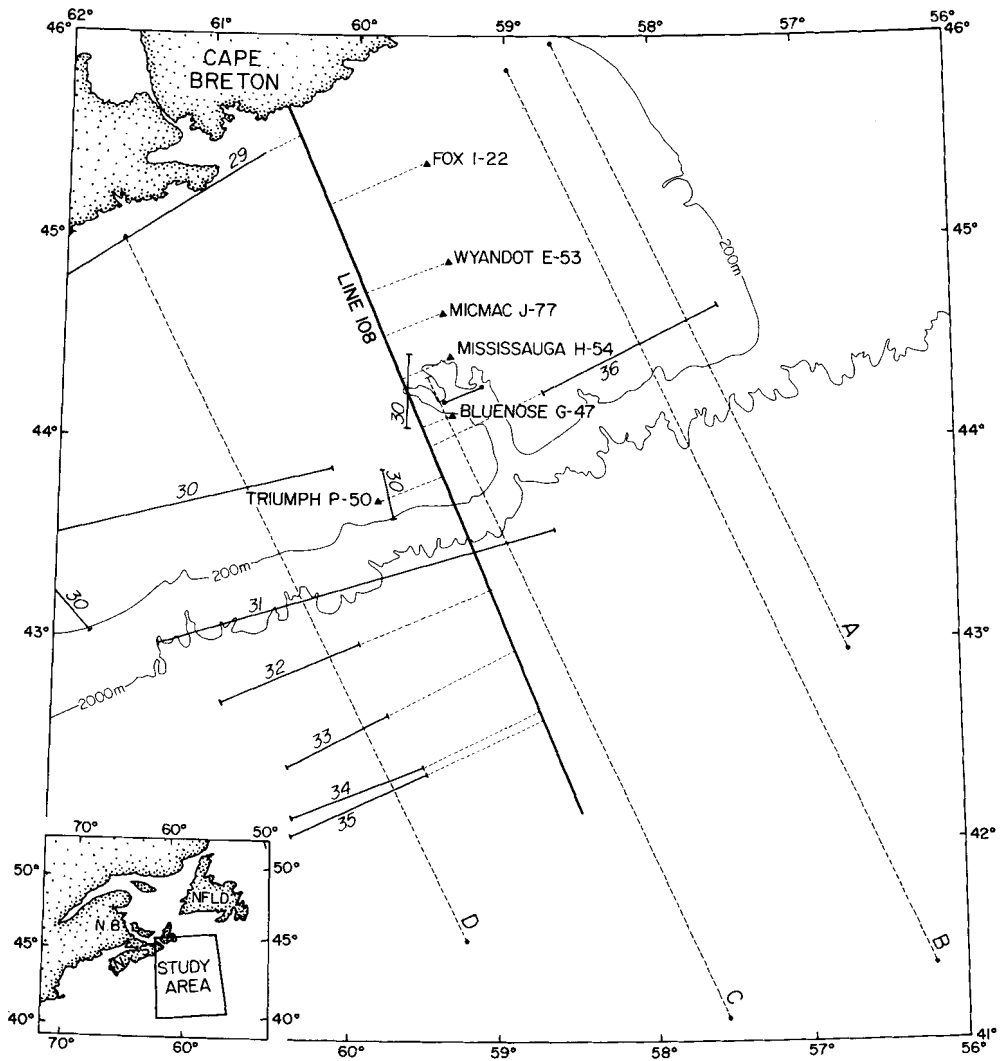 62° 61° 60° 59° 58° 57° 56°
46° 46°
CAPE
BRETON
29
FOX I-22
45° 45°
WYANDOT E-53
200m
LINE 108
MICMAC J-77
MISSISSAUGA H-54
36
30
BLUENOSE G-47
44° 44°
30
30
TRIUMPH P-50
200m
30
31
43° 43°
A
32
2000m
33
34
35
42°
D
B
C
41°
60° 59° 58° 57° 56°
70° 60° 50°
50° 50°
NFLD.
N.B.
45° 45°
STUDY
AREA
40° 40°
70° 60°